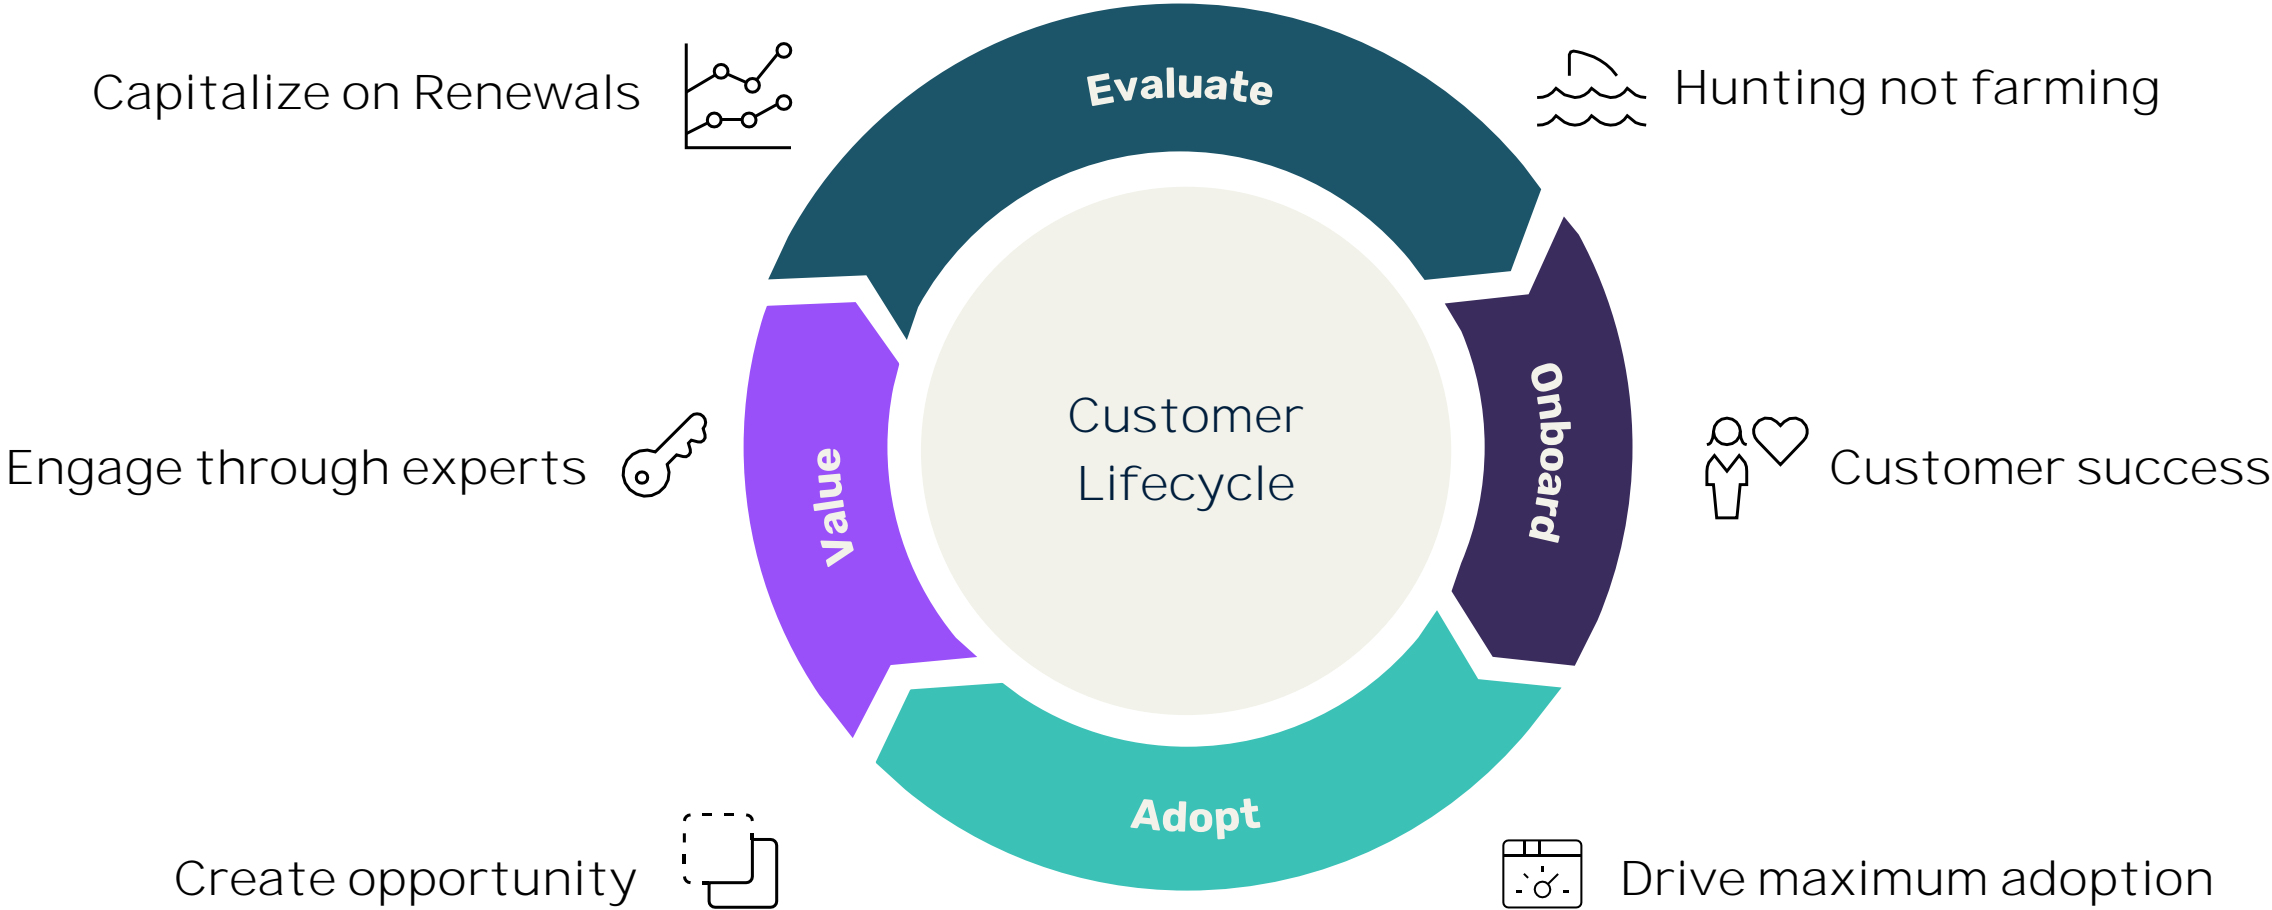 Capitalize on Renewals
Evaluate
Hunting not farming
Engage through experts
Value
Customer
Lifecycle
Onboard
Customer success
Create opportunity
Adopt
Drive maximum adoption